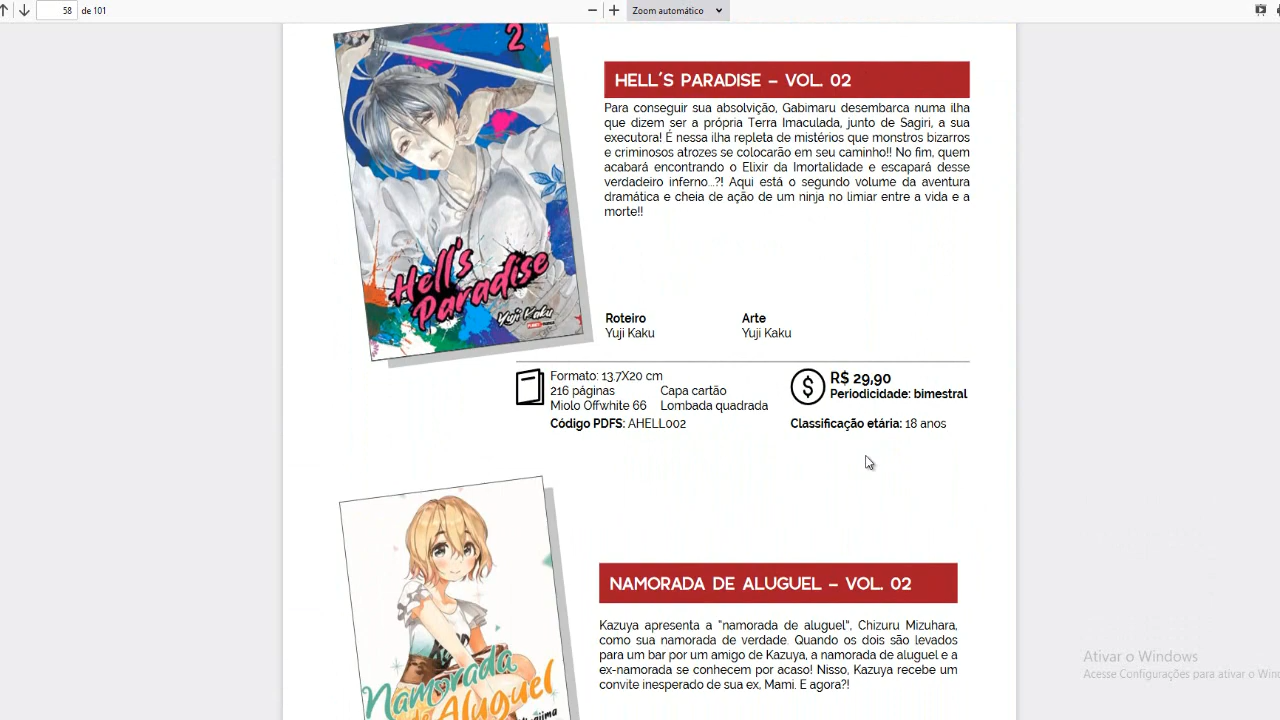 58 de 101
Zoom automático
2
Hell's
Paradise
Yuji Kaku
HELL´S PARADISE – VOL. 02
Para conseguir sua absolvição, Gabimaru desembarca numa ilha
que dizem ser a própria Terra Imaculada, junto de Sagiri, a sua
executora! É nessa ilha repleta de mistérios que monstros bizarros
e criminosos atrozes se colocarão em seu caminho!! No fim, quem
acabará encontrando o Elixir da Imortalidade e escapará desse
verdadeiro inferno...?! Aqui está o segundo volume da aventura
dramática e cheia de ação de um ninja no limiar entre a vida e a
morte!!
Roteiro
Yuji Kaku
Arte
Yuji Kaku
Formato: 13,7X20 cm
216 páginas Capa cartão
Miolo Offwhite 66 Lombada quadrada
Código PDFS: AHELL002
R$ 29,90
Periodicidade: bimestral
Classificação etária: 18 anos
Namorada
de Aluguel
NAMORADA DE ALUGUEL – VOL. 02
Kazuya apresenta a "namorada de aluguel", Chizuru Mizuhara,
como sua namorada de verdade. Quando os dois são levados
para um bar por um amigo de Kazuya, a namorada de aluguel e a
ex-namorada se conhecem por acaso! Nisso, Kazuya recebe um
convite inesperado de sua ex, Mami. E agora?!
Ativar o Windows
Acesse Configurações para ativar o Win